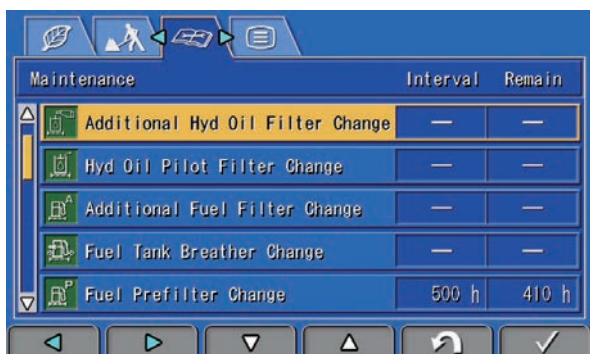 Maintenance Interval Remain
Additional Hyd Oil Filter Change — —
Hyd Oil Pilot Filter Change — —
A Additional Fuel Filter Change — —
Fuel Tank Breather Change — —
P Fuel Prefilter Change 500 h 410 h